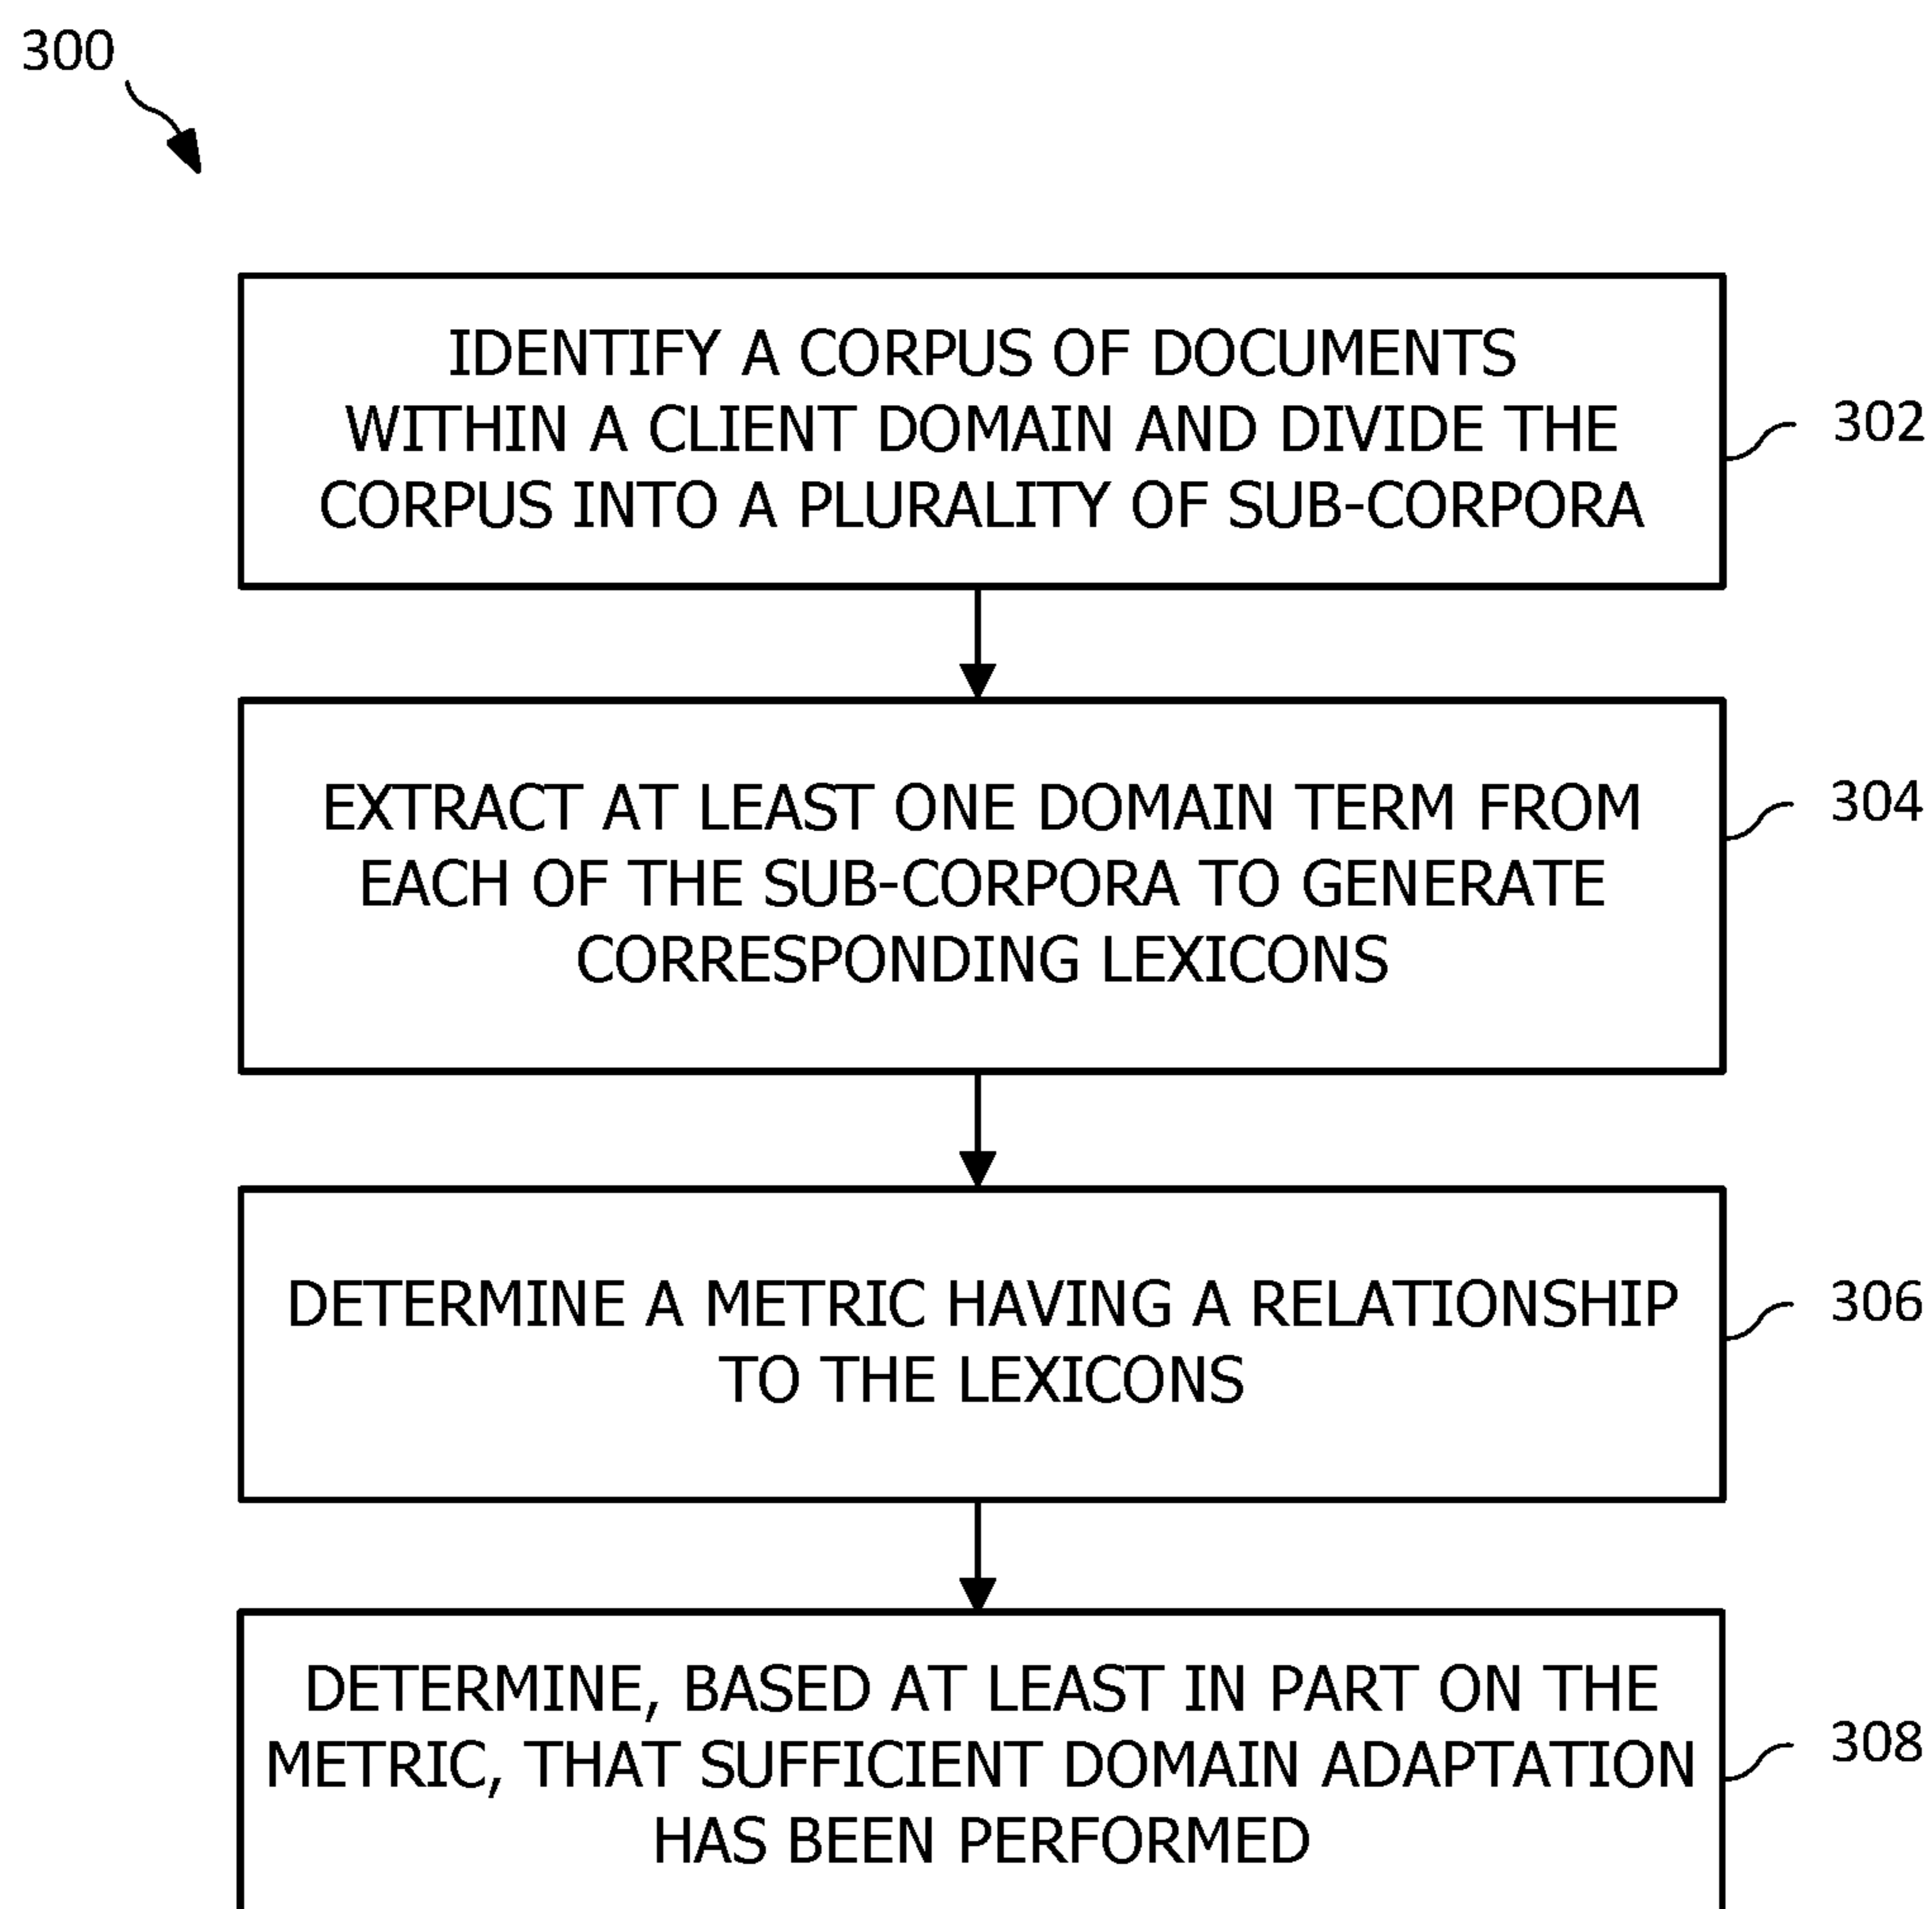 300
IDENTIFY A CORPUS OF DOCUMENTS
WITHIN A CLIENT DOMAIN AND DIVIDE THE
CORPUS INTO A PLURALITY OF SUB-CORPORA
302
EXTRACT AT LEAST ONE DOMAIN TERM FROM
EACH OF THE SUB-CORPORA TO GENERATE
CORRESPONDING LEXICONS
304
DETERMINE A METRIC HAVING A RELATIONSHIP
TO THE LEXICONS
306
DETERMINE, BASED AT LEAST IN PART ON THE
METRIC, THAT SUFFICIENT DOMAIN ADAPTATION
HAS BEEN PERFORMED
308